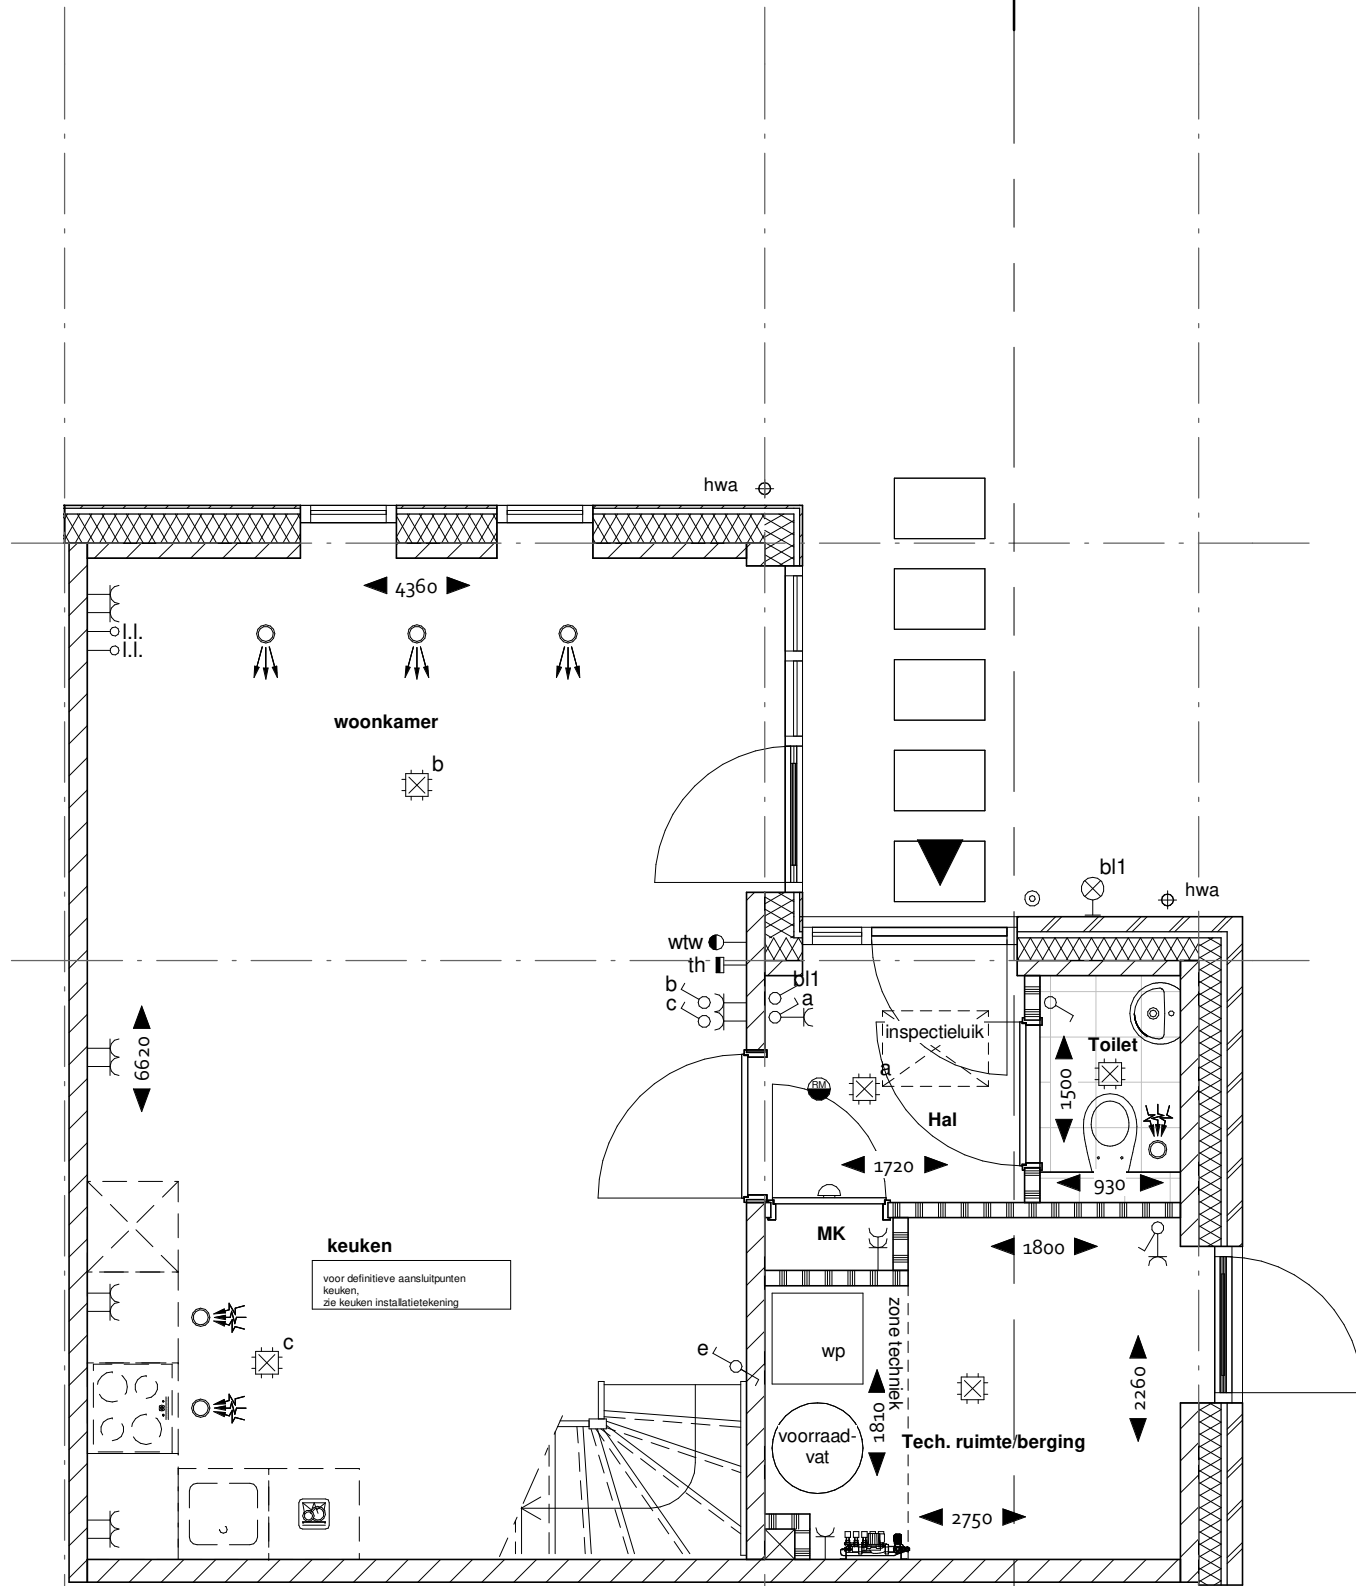 hwa
4360
l.l.
l.l.
woonkamer
b
bl1
hwa
wtw
th
b
c
bl1
a
inspectieluik
Toilet
6620
1500
RM
a
Hal
1720
930
MK
1800
keuken
voor definitieve aansluitpunten
keuken,
zie keuken installatietekening
zone techniek
c
e
wp
2260
1810
voorraad-
vat
Tech. ruimte/berging
2750